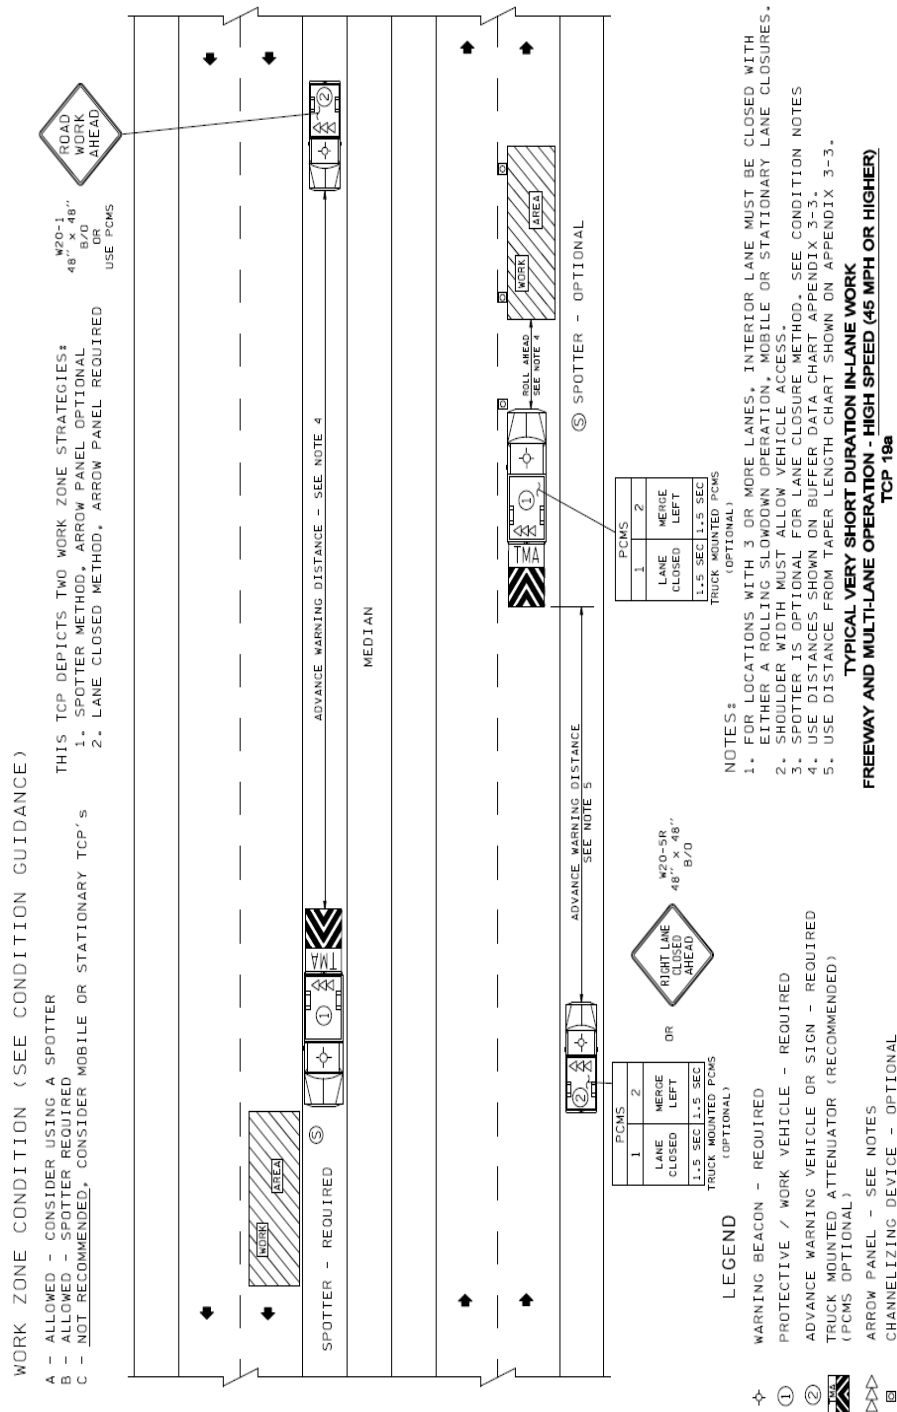 WORK ZONE CONDITION (SEE CONDITION GUIDANCE)
A - ALLOWED - CONSIDER USING A SPOTTER
B - ALLOWED - SPOTTER REQUIRED
C - NOT RECOMMENDED, CONSIDER MOBILE OR STATIONARY TCP's
THIS TCP DEPICTS TWO WORK ZONE STRATEGIES:
1. SPOTTER METHOD, ARROW PANEL OPTIONAL
2. LANE CLOSED METHOD, ARROW PANEL REQUIRED
W20-1
48" x 48"
B/O
OR
USE PCMS
ROAD
WORK
AHEAD
WORK
AREA
SPOTTER - REQUIRED
S
1
TMA
ADVANCE WARNING DISTANCE - SEE NOTE 4
2
MEDIAN
TMA
1
ROLL AHEAD
SEE NOTE 4
WORK
AREA
2
ADVANCE WARNING DISTANCE
SEE NOTE 5
S SPOTTER - OPTIONAL
PCMS
1 2
LANE CLOSED MERGE LEFT
1.5 SEC 1.5 SEC
TRUCK MOUNTED PCMS
(OPTIONAL)
OR
RIGHT LANE
CLOSED
AHEAD
W20-5R
48" x 48"
B/O
PCMS
1 2
LANE CLOSED MERGE LEFT
1.5 SEC 1.5 SEC
TRUCK MOUNTED PCMS
(OPTIONAL)
LEGEND
WARNING BEACON - REQUIRED
1 PROTECTIVE / WORK VEHICLE - REQUIRED
2 ADVANCE WARNING VEHICLE OR SIGN - REQUIRED
TMA TRUCK MOUNTED ATTENUATOR (RECOMMENDED)
(PCMS OPTIONAL)
ARROW PANEL - SEE NOTES
CHANNELIZING DEVICE - OPTIONAL
NOTES:
1. FOR LOCATIONS WITH 3 OR MORE LANES, INTERIOR LANE MUST BE CLOSED WITH
EITHER A ROLLING SLOWDOWN OPERATION, MOBILE OR STATIONARY LANE CLOSURES.
2. SHOULDER WIDTH MUST ALLOW VEHICLE ACCESS.
3. SPOTTER IS OPTIONAL FOR LANE CLOSURE METHOD. SEE CONDITION NOTES
4. USE DISTANCES SHOWN ON BUFFER DATA CHART APPENDIX 3-3.
5. USE DISTANCE FROM TAPER LENGTH CHART SHOWN ON APPENDIX 3-3.
TYPICAL VERY SHORT DURATION IN-LANE WORK
FREEWAY AND MULTI-LANE OPERATION - HIGH SPEED (45 MPH OR HIGHER)
TCP 19a